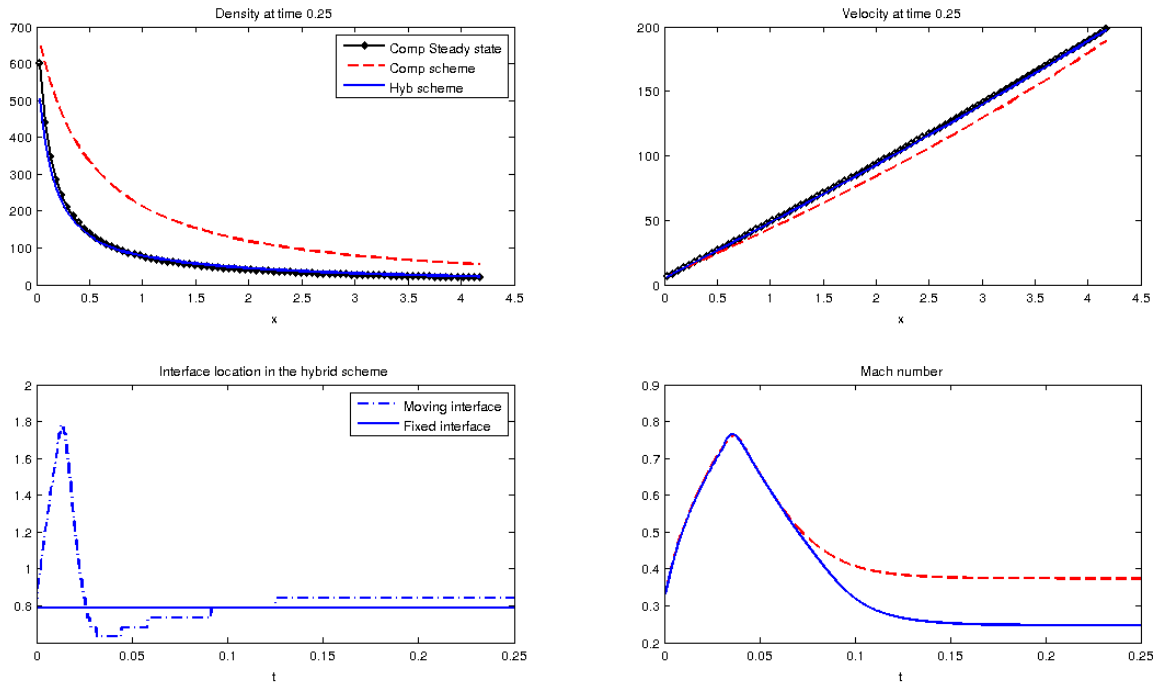 Density at time 0.25
700
600
500
400
300
200
100
0
0 0.5 1 1.5 2 2.5 3 3.5 4 4.5
x
Comp Steady state
Comp scheme
Hyb scheme
Velocity at time 0.25
200
150
100
50
0
0 0.5 1 1.5 2 2.5 3 3.5 4 4.5
x
Interface location in the hybrid scheme
2
1.8
1.6
1.4
1.2
1
0.8
0 0.05 0.1 0.15 0.2 0.25
t
Moving interface
Fixed interface
Mach number
0.9
0.8
0.7
0.6
0.5
0.4
0.3
0.2
0 0.05 0.1 0.15 0.2 0.25
t